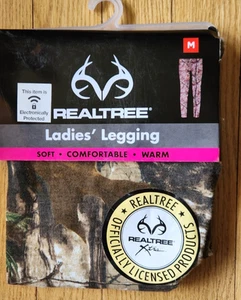 M
This item is
Electronically
Protected
REALTREE
Ladies' Legging
SOFT • COMFORTABLE • WARM
REALTREE
REALTREE
Xtra
OFFICIALLY LICENSED PRODUCTS